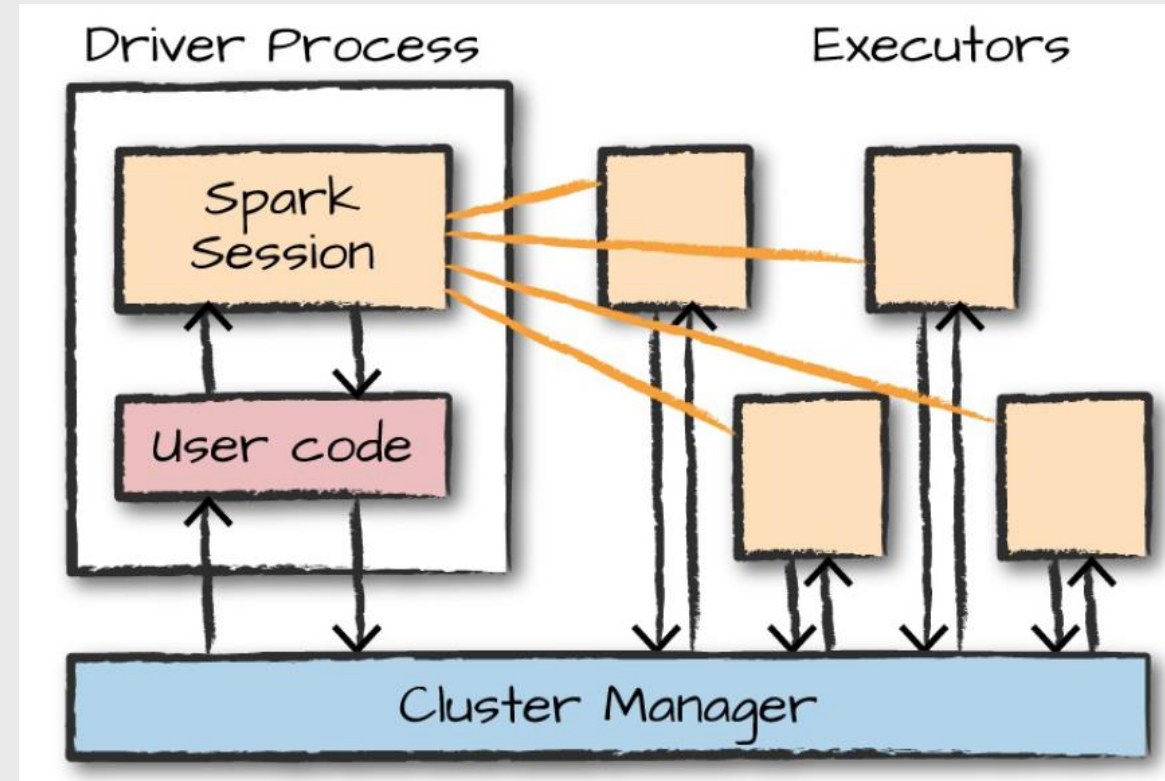 Driver Process
Executors
Spark
Session
User code
Cluster Manager